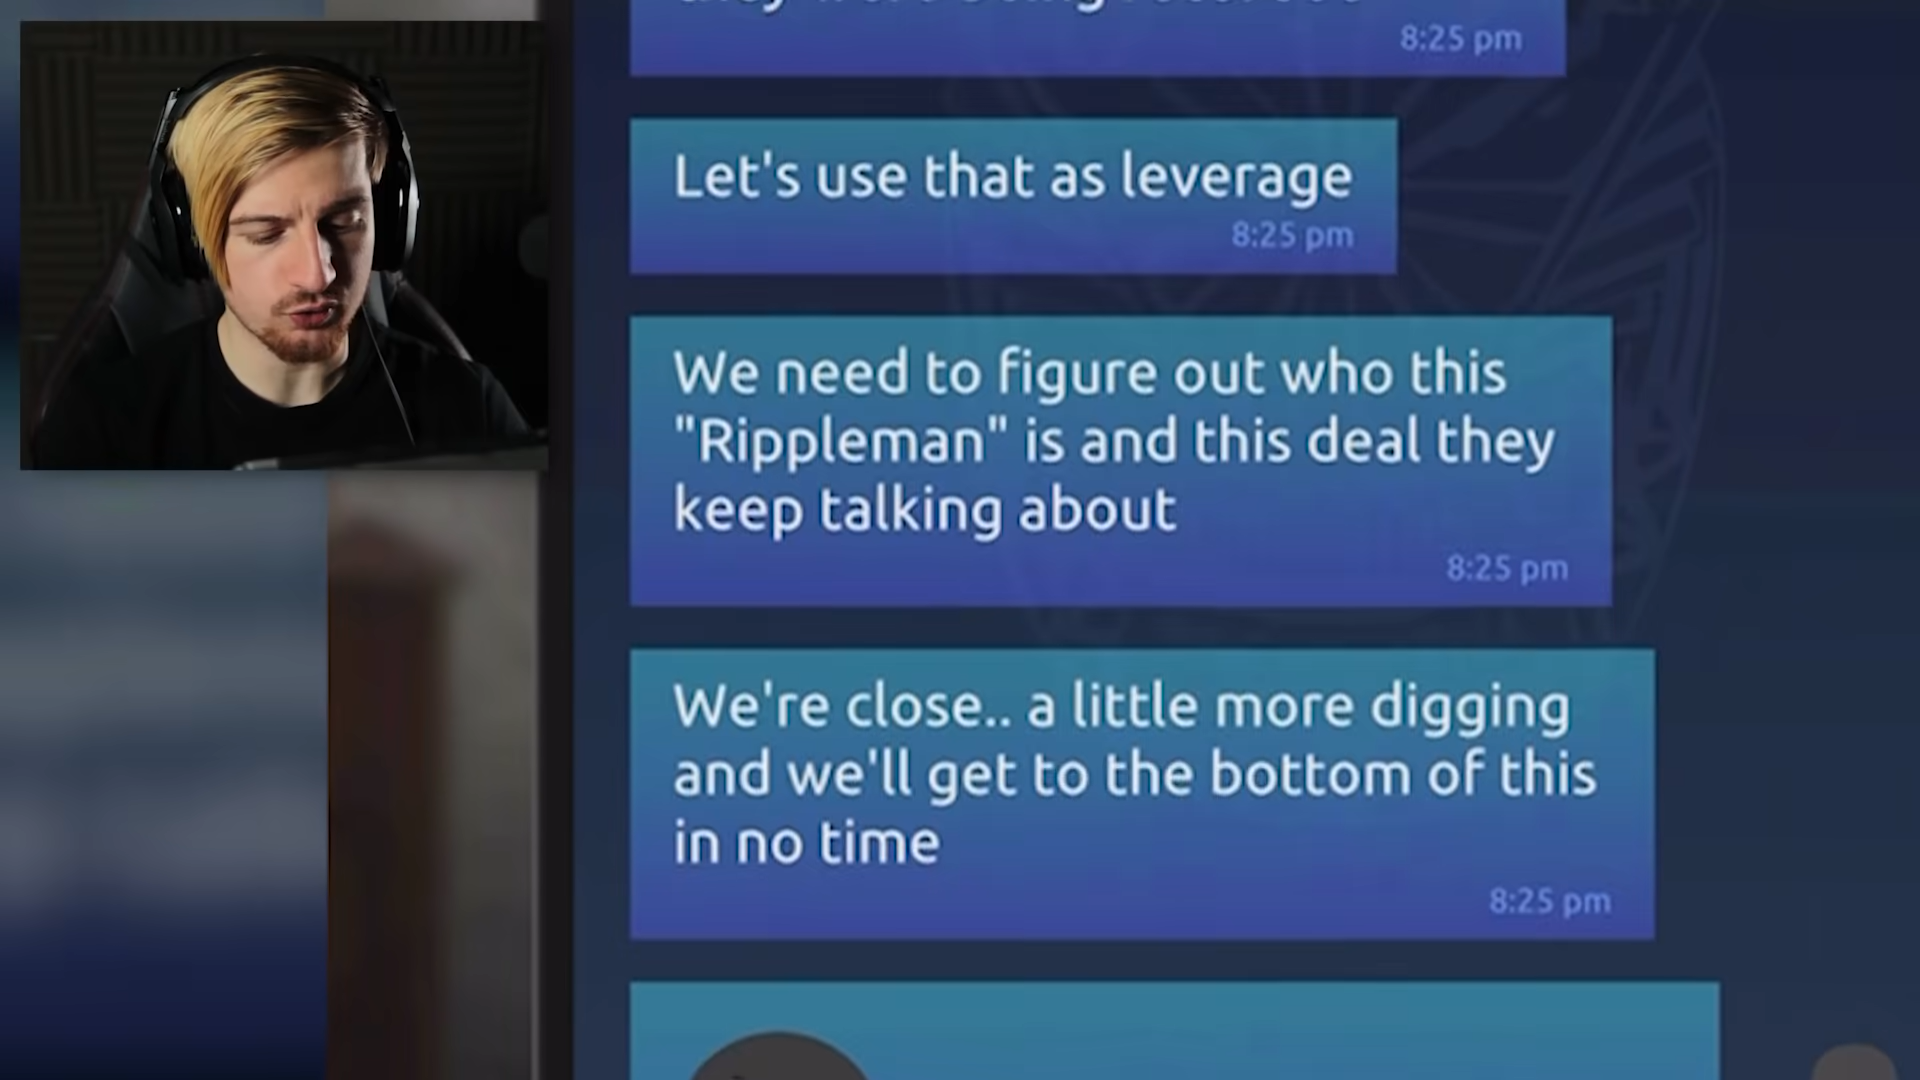 8:25 pm
Let's use that as leverage
8:25 pm
We need to figure out who this
"Rippleman" is and this deal they
keep talking about
8:25 pm
We're close.. a little more digging
and we'll get to the bottom of this
in no time
8:25 pm